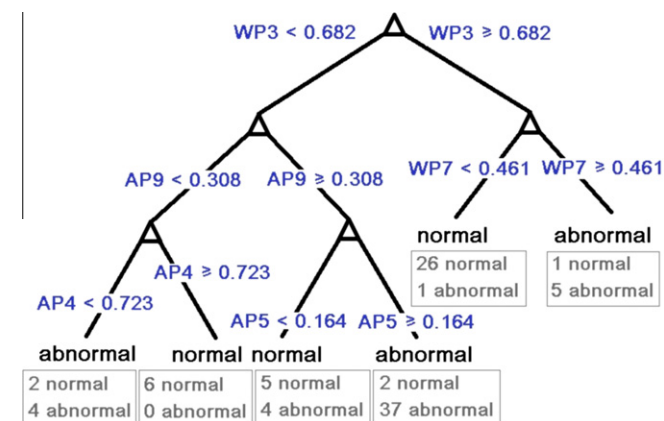 WP3 < 0.682 WP3 ≥ 0.682
AP9 < 0.308 AP9 ≥ 0.308 WP7 < 0.461 WP7 ≥ 0.461
normal abnormal
26 normal 1 normal
1 abnormal 5 abnormal
AP4 ≥ 0.723
AP4 < 0.723
AP5 < 0.164 AP5 ≥ 0.164
abnormal normal normal abnormal
2 normal 6 normal 5 normal 2 normal
4 abnormal 0 abnormal 4 abnormal 37 abnormal